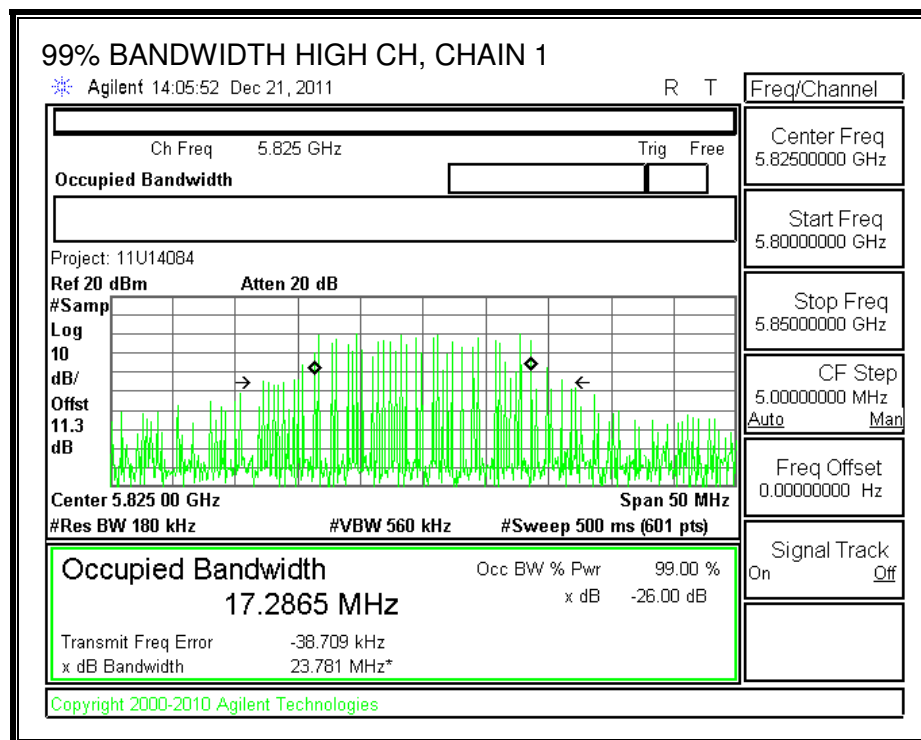 99% BANDWIDTH HIGH CH, CHAIN 1
Agilent 14:05:52 Dec 21, 2011 R T
Freq/Channel
Ch Freq 5.825 GHz Trig Free
Occupied Bandwidth
Center Freq
5.82500000 GHz
Start Freq
5.80000000 GHz
Stop Freq
5.85000000 GHz
CF Step
5.00000000 MHz
Auto Man
Freq Offset
0.00000000 Hz
Signal Track
On Off
Project: 11U14084
Ref 20 dBm Atten 20 dB
#Samp
Log
10
dB/
Offst
11.3
dB
Center 5.825 00 GHz Span 50 MHz
#Res BW 180 kHz #VBW 560 kHz #Sweep 500 ms (601 pts)
Occupied Bandwidth
17.2865 MHz
Occ BW % Pwr 99.00 %
x dB -26.00 dB
Transmit Freq Error -38.709 kHz
x dB Bandwidth 23.781 MHz*
Copyright 2000-2010 Agilent Technologies